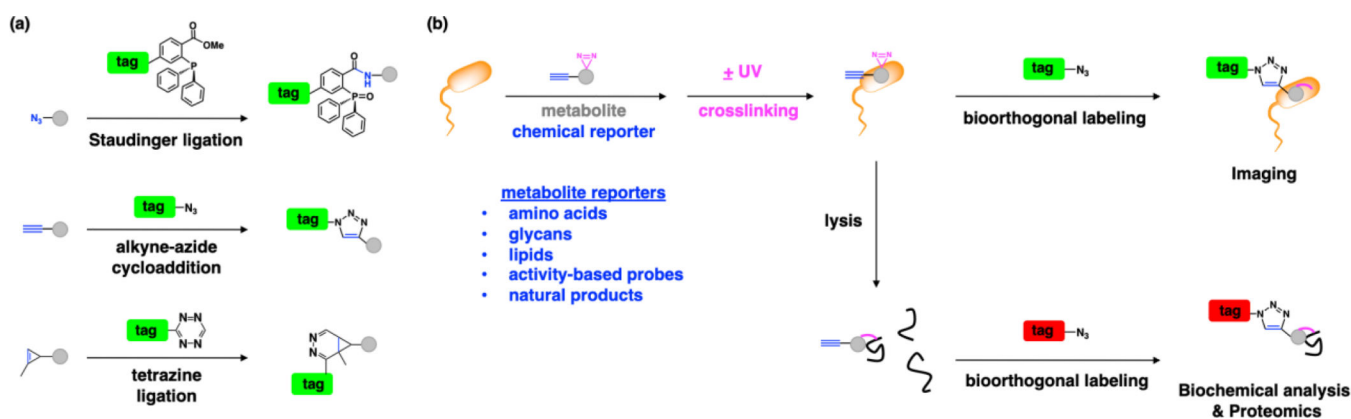 (a)
tag
O
OMe
P
N₃
Staudinger ligation
O
N
H
tag
P=O
tag
N₃
alkyne-azide
cycloaddition
tag
N
N
N
tag
N
N
N
N
tetrazine
ligation
N
N
tag
(b)
N=N
metabolite
chemical reporter
± UV
crosslinking
N=N
tag
N₃
bioorthogonal labeling
tag
N
N
N
Imaging
metabolite reporters
• amino acids
• glycans
• lipids
• activity-based probes
• natural products
lysis
tag
N₃
bioorthogonal labeling
tag
N
N
N
Biochemical analysis
& Proteomics